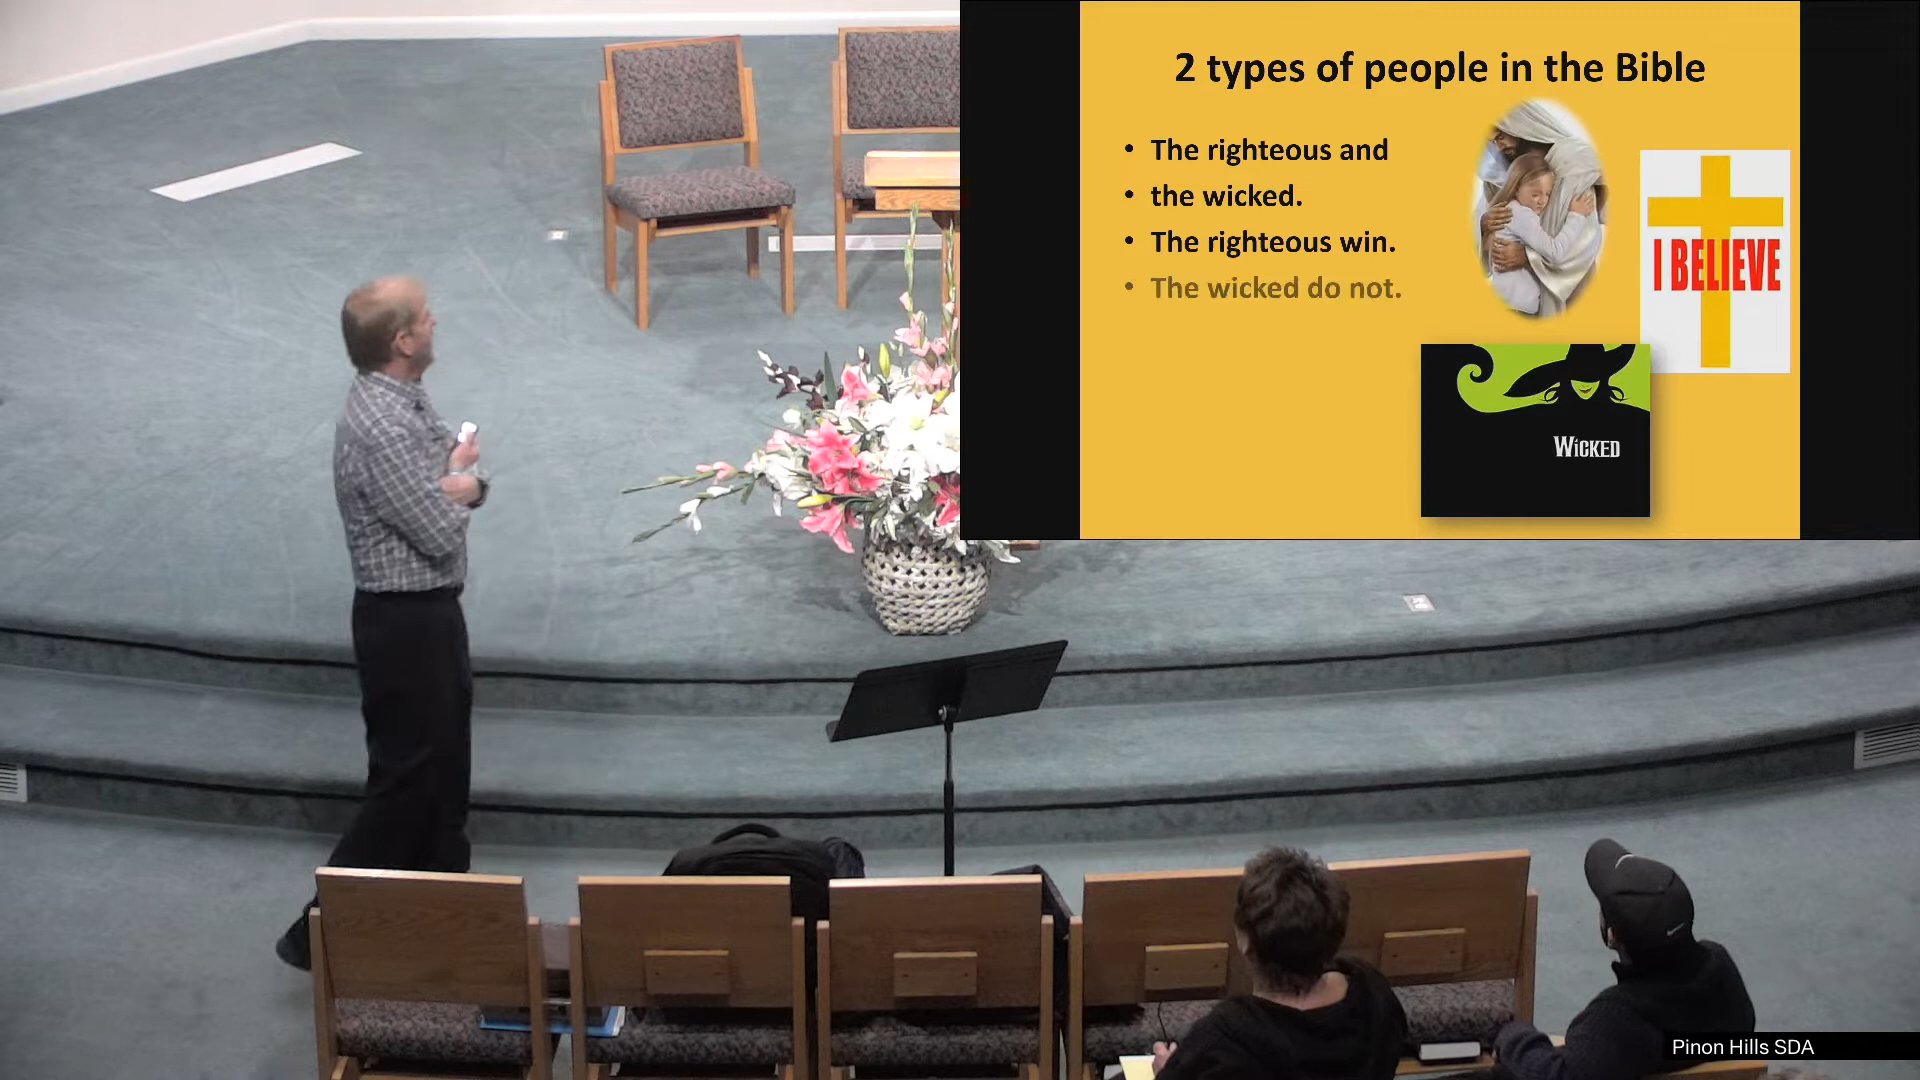 2 types of people in the Bible
• The righteous and
• the wicked.
• The righteous win.
• The wicked do not.
I BELIEVE
WICKED
Pinon Hills SDA